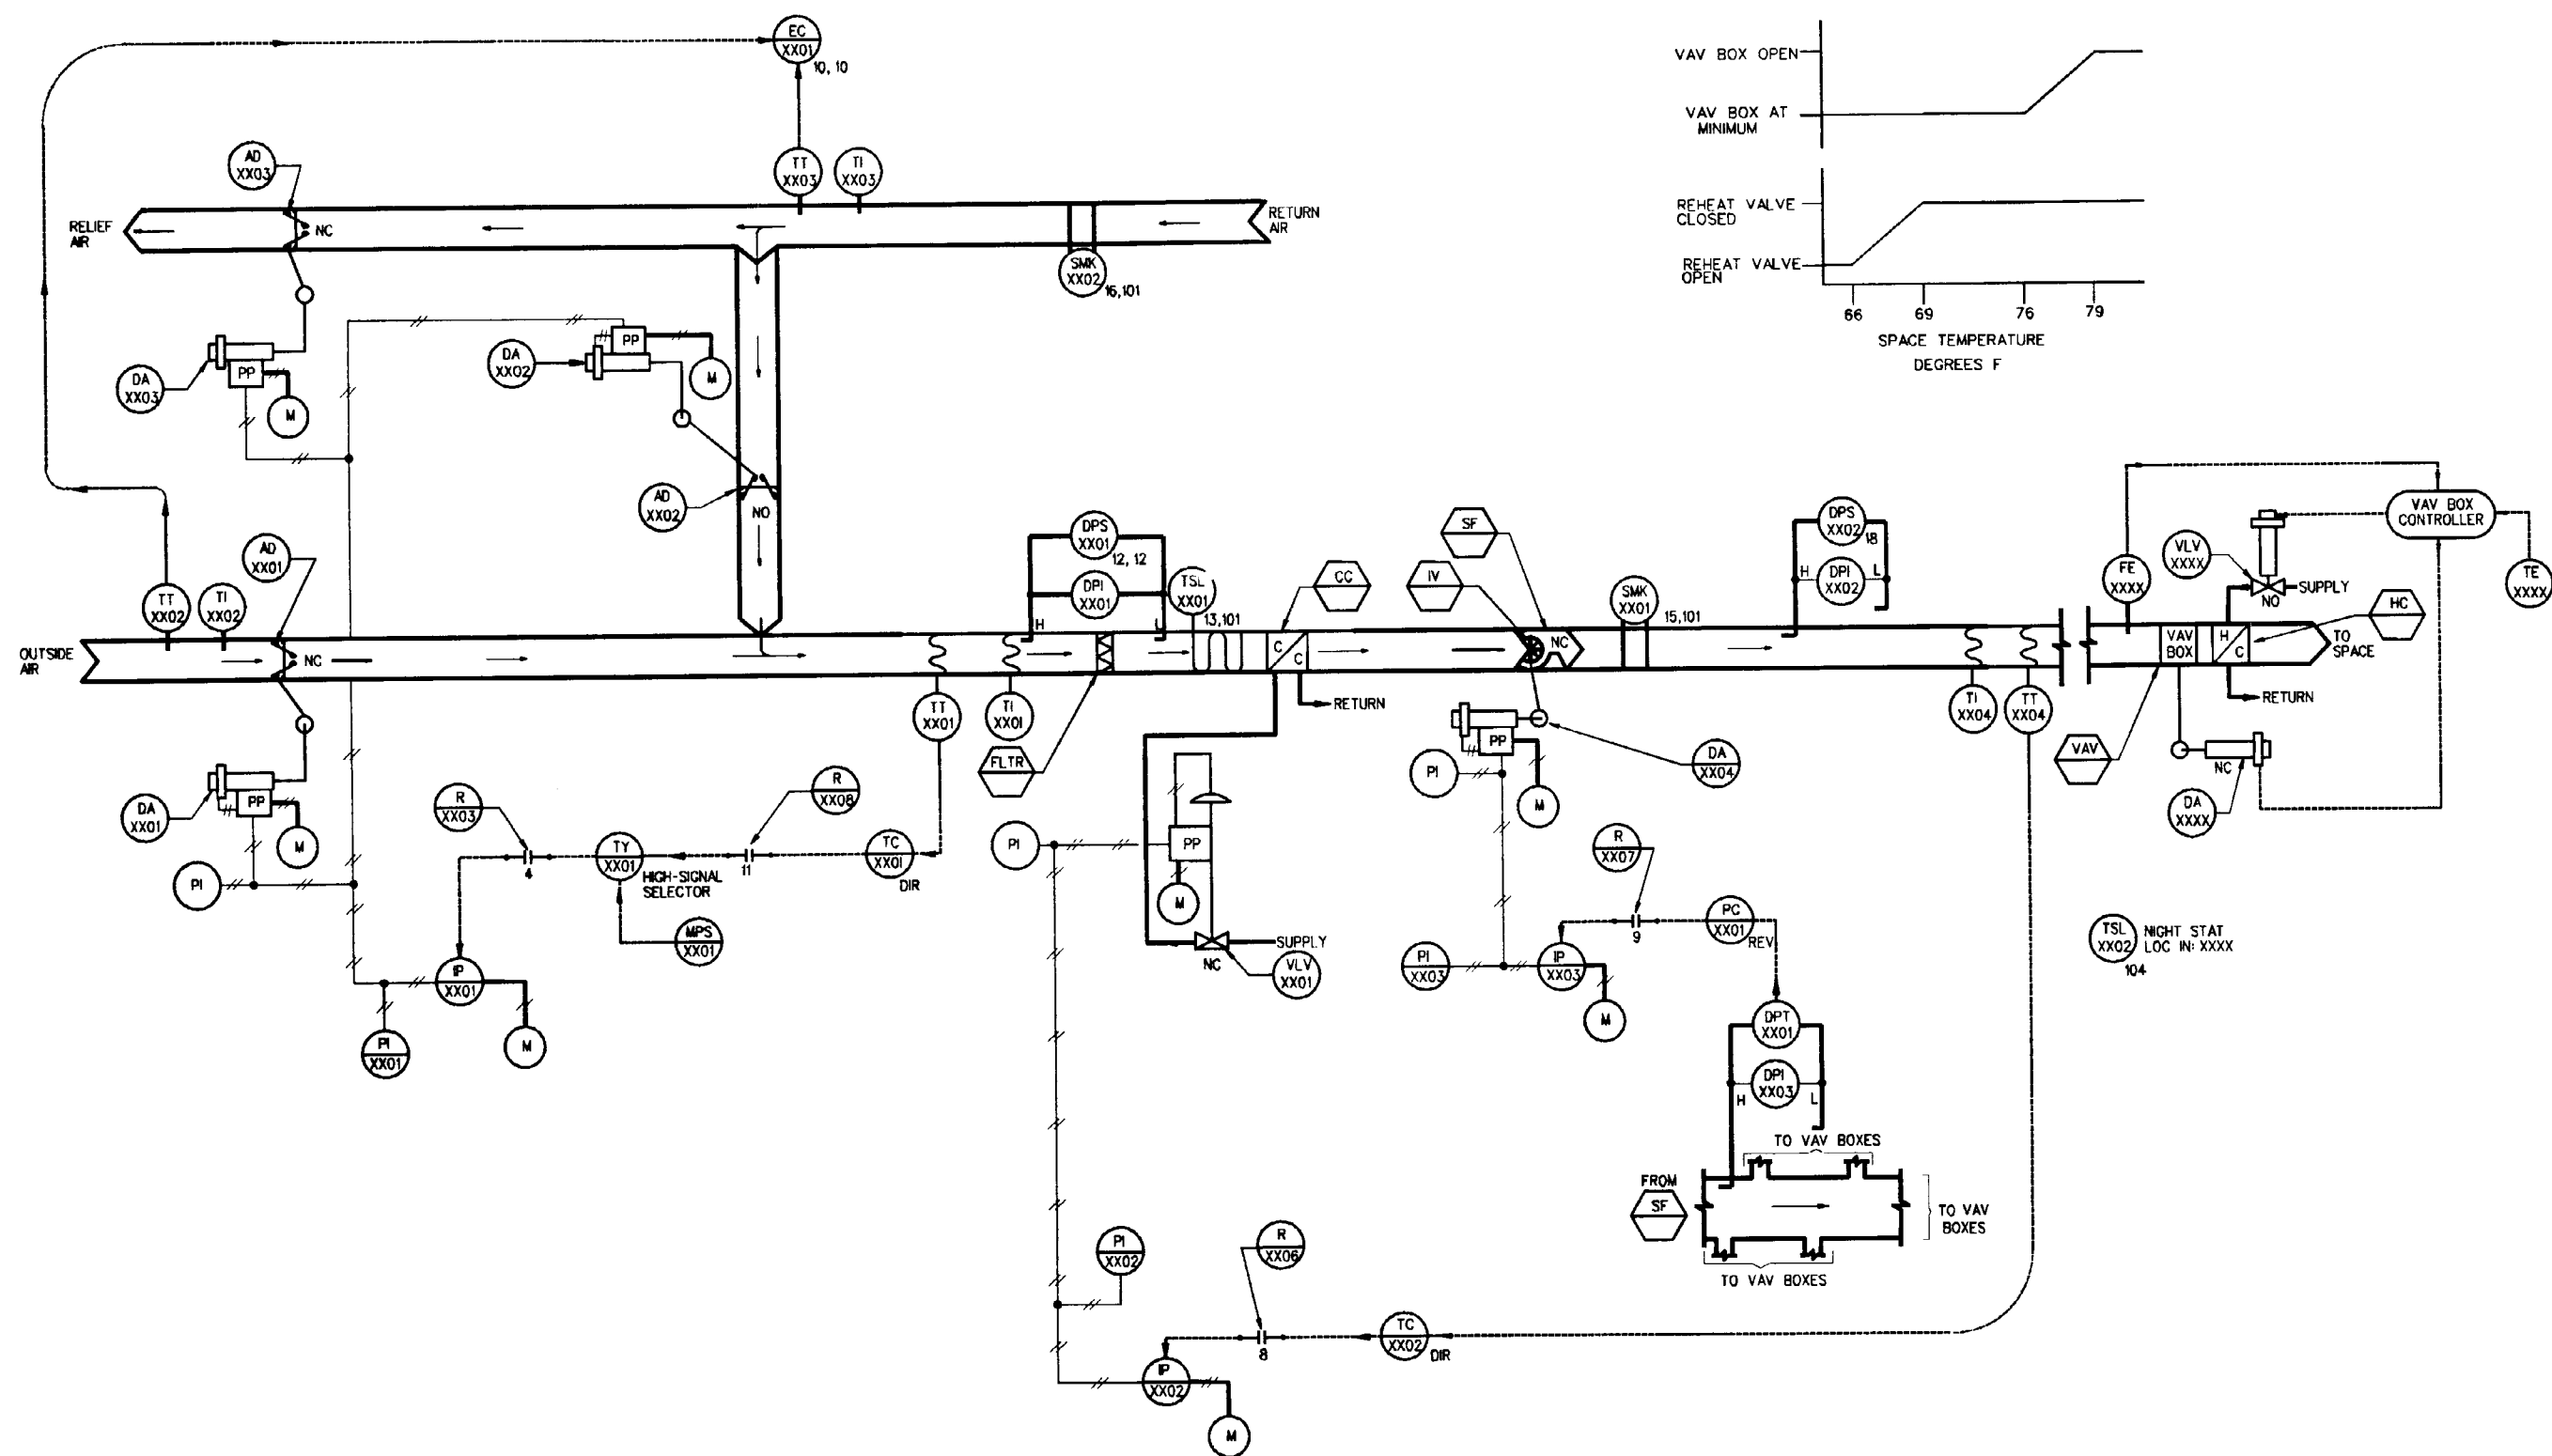 EC
XX01
10, 10
VAV BOX OPEN
VAV BOX AT
MINIMUM
REHEAT VALVE
CLOSED
REHEAT VALVE
OPEN
66
69
76
79
SPACE TEMPERATURE
DEGREES F
AD
XX03
TT
XX03
TI
XX03
RELIEF
AIR
NC
RETURN
AIR
SMK
XX02
16,101
DA
XX03
PP
M
DA
XX02
PP
M
AD
XX02
NO
AD
XX01
TT
XX02
TI
XX02
OUTSIDE
AIR
NC
DPS
XX01
12, 12
DPI
XX01
H
L
TSL
XX01
13,101
CC
C
C
RETURN
IV
SF
NC
SMK
XX01
15,101
DPS
XX02
18
H
DPI
XX02
L
FE
XXXX
VLV
XXXX
NO
SUPPLY
VAV BOX
CONTROLLER
TE
XXXX
HC
VAV
BOX
H
C
TO
SPACE
RETURN
TI
XX04
TT
XX04
VAV
NC
DA
XXXX
TT
XX01
TI
XX01
FLTR
DA
XX01
PP
M
PI
R
XX03
4
TY
XX01
HIGH-SIGNAL
SELECTOR
R
XX08
11
TC
XX01
DIR
MPS
XX01
IP
XX01
M
PI
XX01
PI
PP
M
SUPPLY
NC
VLV
XX01
PI
PP
M
DA
XX04
R
XX07
9
PC
XX01
REV
PI
XX03
IP
XX03
M
DPT
XX01
DPI
XX03
H
L
TO VAV BOXES
FROM
SF
TO VAV
BOXES
TO VAV BOXES
TSL
XX02
NIGHT STAT
LOC IN: XXXX
104
PI
XX02
R
XX06
8
TC
XX02
DIR
IP
XX02
M